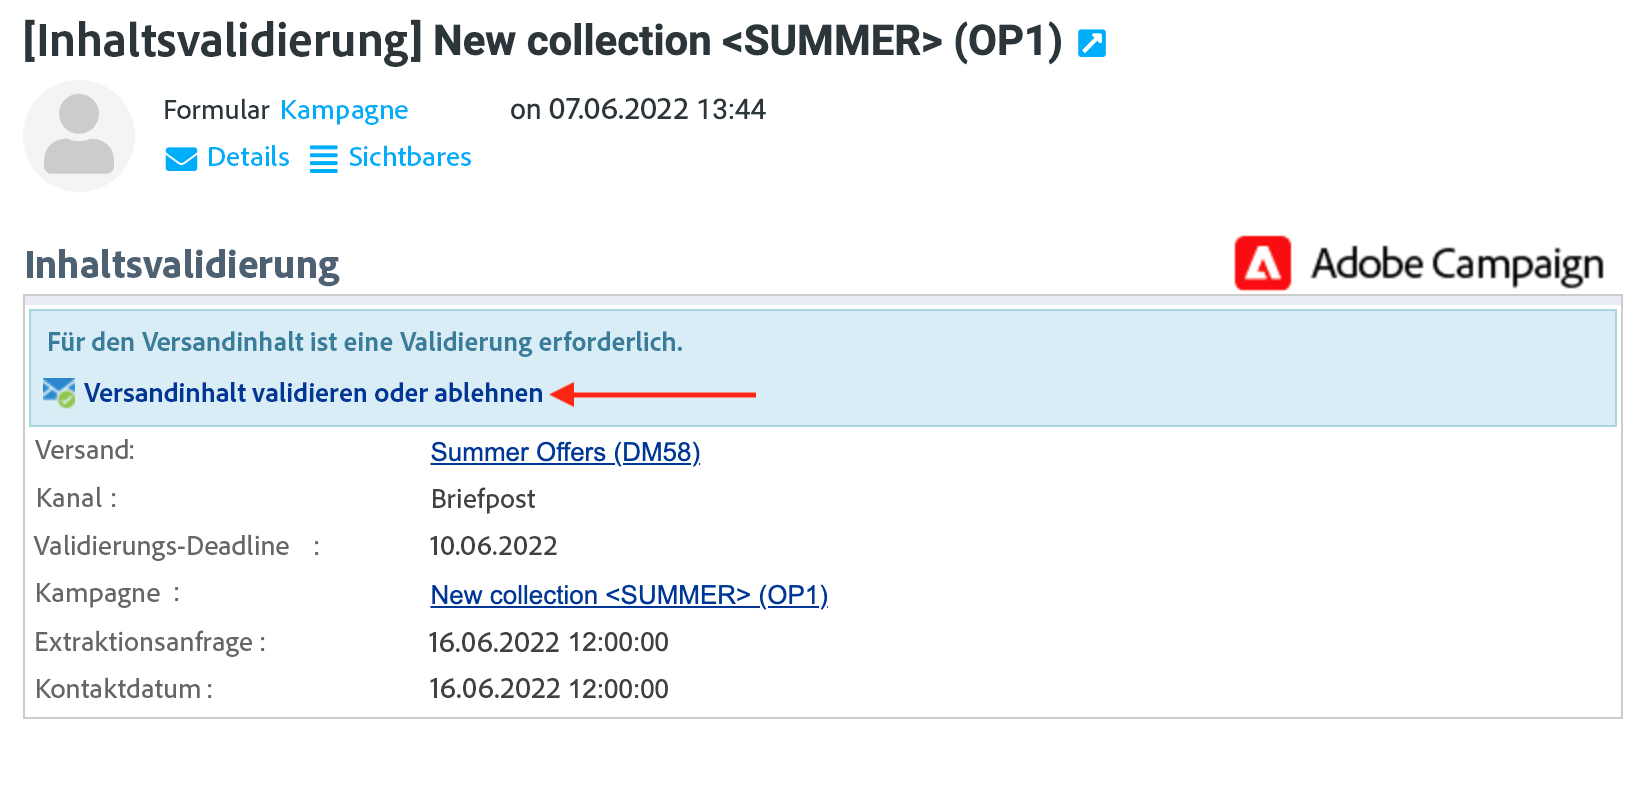 [Inhaltsvalidierung] New collection <SUMMER> (OP1)
Formular Kampagne on 07.06.2022 13:44
Details Sichtbares
Inhaltsvalidierung
Adobe Campaign
Für den Versandinhalt ist eine Validierung erforderlich.
Versandinhalt validieren oder ablehnen
Versand: Summer Offers (DM58)
Kanal : Briefpost
Validierungs-Deadline : 10.06.2022
Kampagne : New collection <SUMMER> (OP1)
Extraktionsanfrage : 16.06.2022 12:00:00
Kontaktdatum : 16.06.2022 12:00:00